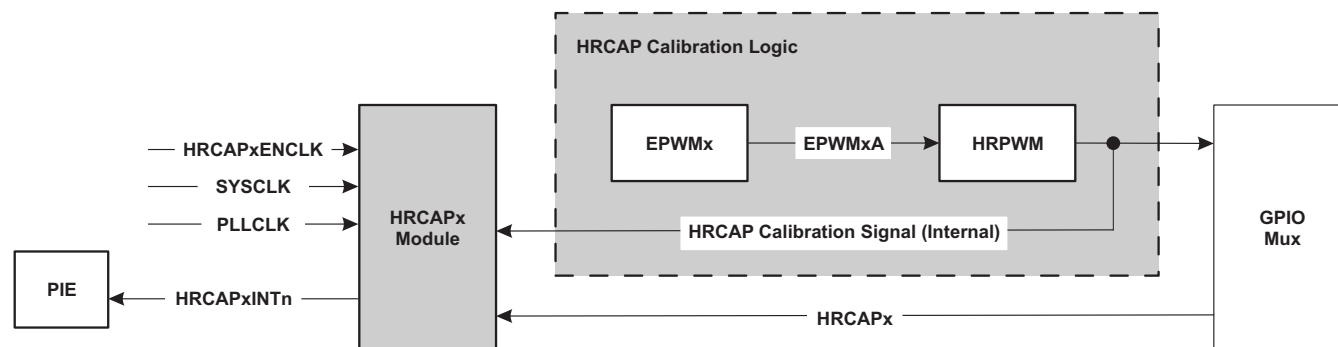 HRCAP Calibration Logic
EPWMx
EPWMxA
HRPWM
HRCAPxENCLK
SYSCLK
PLLCLK
HRCAPx
Module
HRCAP Calibration Signal (Internal)
GPIO
Mux
PIE
HRCAPxINTn
HRCAPx